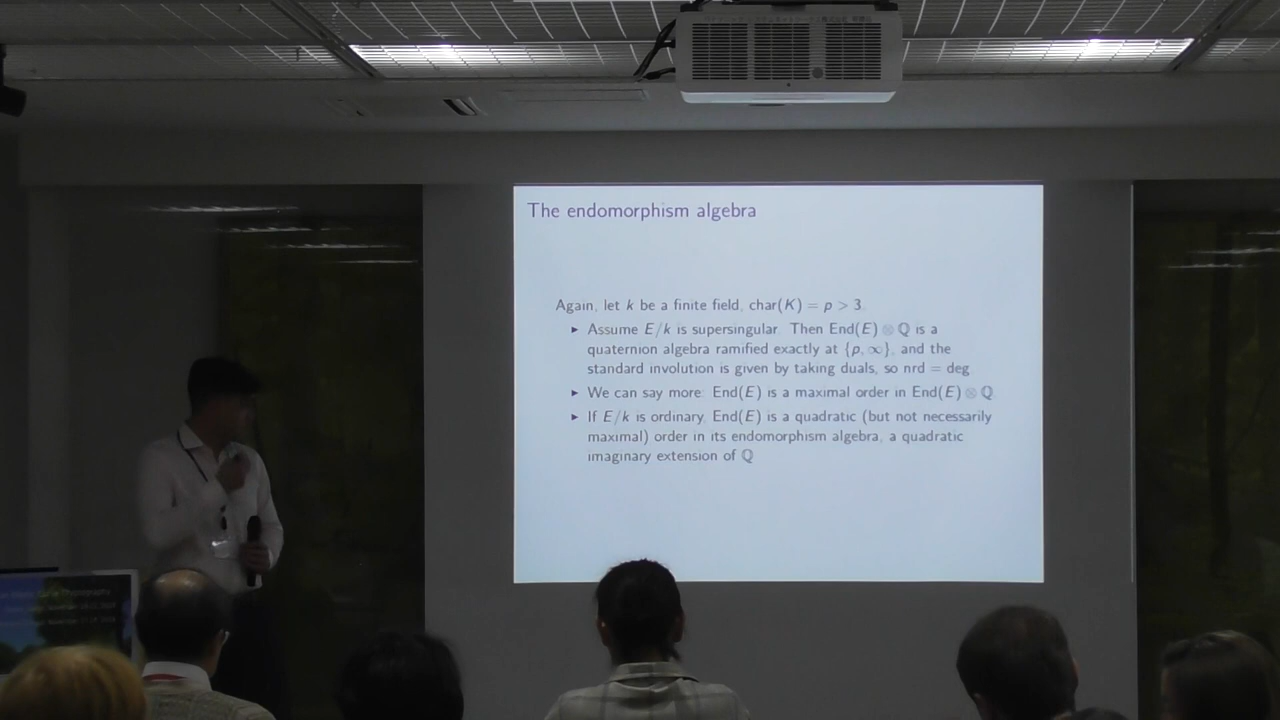 The endomorphism algebra
Again, let k be a finite field, char(K) = p > 3.
▸ Assume E/k is supersingular. Then End(E) ⊗ ℚ is a
quaternion algebra ramified exactly at {p, ∞}, and the
standard involution is given by taking duals, so nrd = deg
▸ We can say more: End(E) is a maximal order in End(E) ⊗ ℚ
▸ If E/k is ordinary, End(E) is a quadratic (but not necessarily
maximal) order in its endomorphism algebra, a quadratic
imaginary extension of ℚ